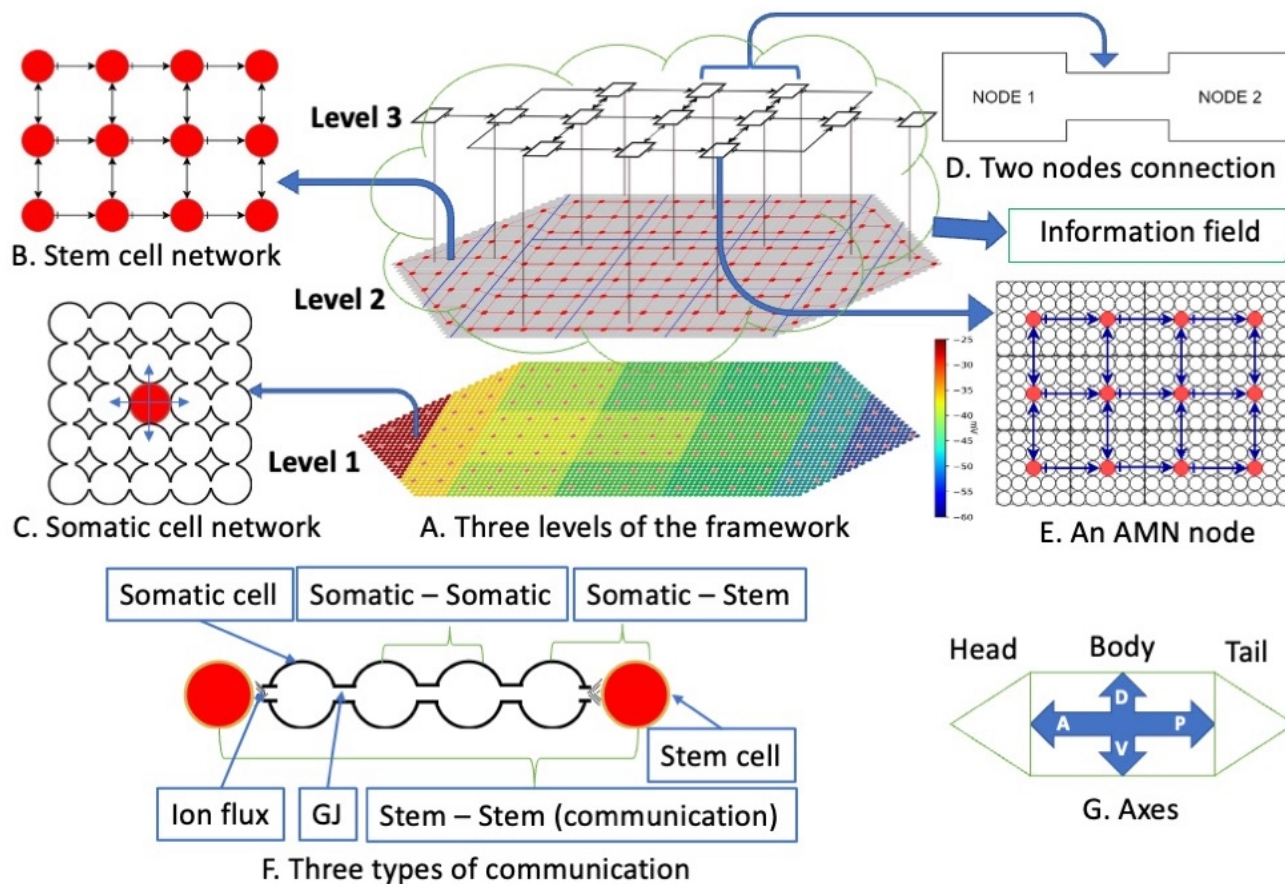 Level 3
NODE 1
NODE 2
D. Two nodes connection
B. Stem cell network
Information field
Level 2
-25
-30
-35
-40
-45
-50
-55
-60
mV
Level 1
C. Somatic cell network
A. Three levels of the framework
E. An AMN node
Somatic cell
Somatic – Somatic
Somatic – Stem
Stem cell
Ion flux
GJ
Stem – Stem (communication)
F. Three types of communication
Head
Body
Tail
D
A
P
V
G. Axes